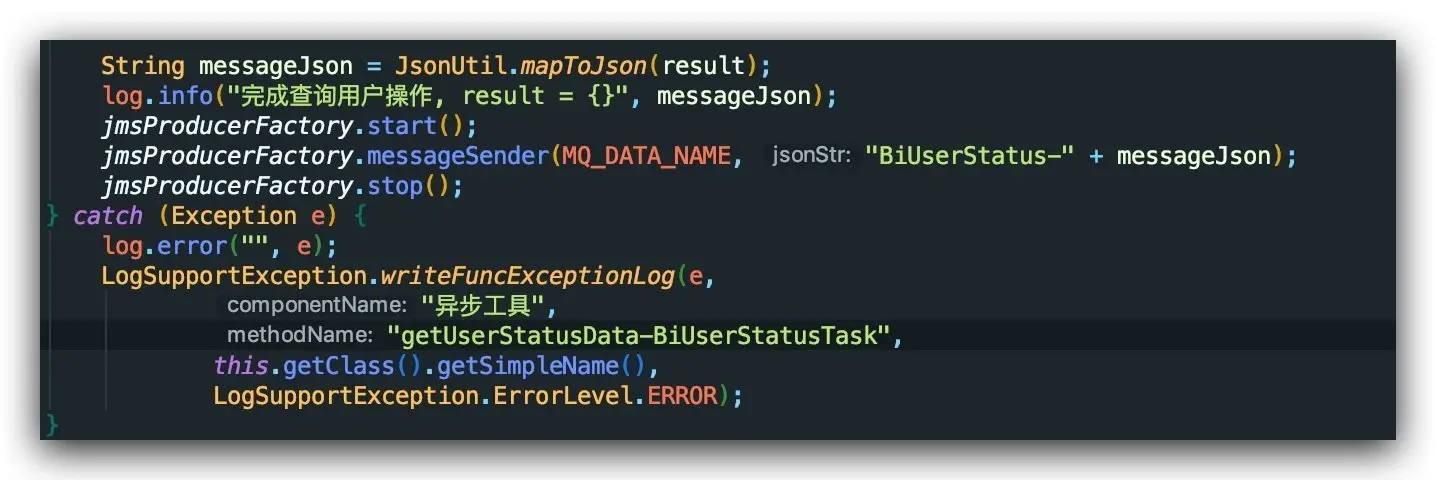 String messageJson = JsonUtil.mapToJson(result);
log.info("完成查询用户操作, result = {}", messageJson);
jmsProducerFactory.start();
jmsProducerFactory.messageSender(MQ_DATA_NAME, jsonStr: "BiUserStatus-" + messageJson);
jmsProducerFactory.stop();
} catch (Exception e) {
log.error("", e);
LogSupportException.writeFuncExceptionLog(e,
componentName: "异步工具",
methodName: "getUserStatusData-BiUserStatusTask",
this.getClass().getSimpleName(),
LogSupportException.ErrorLevel.ERROR);
}